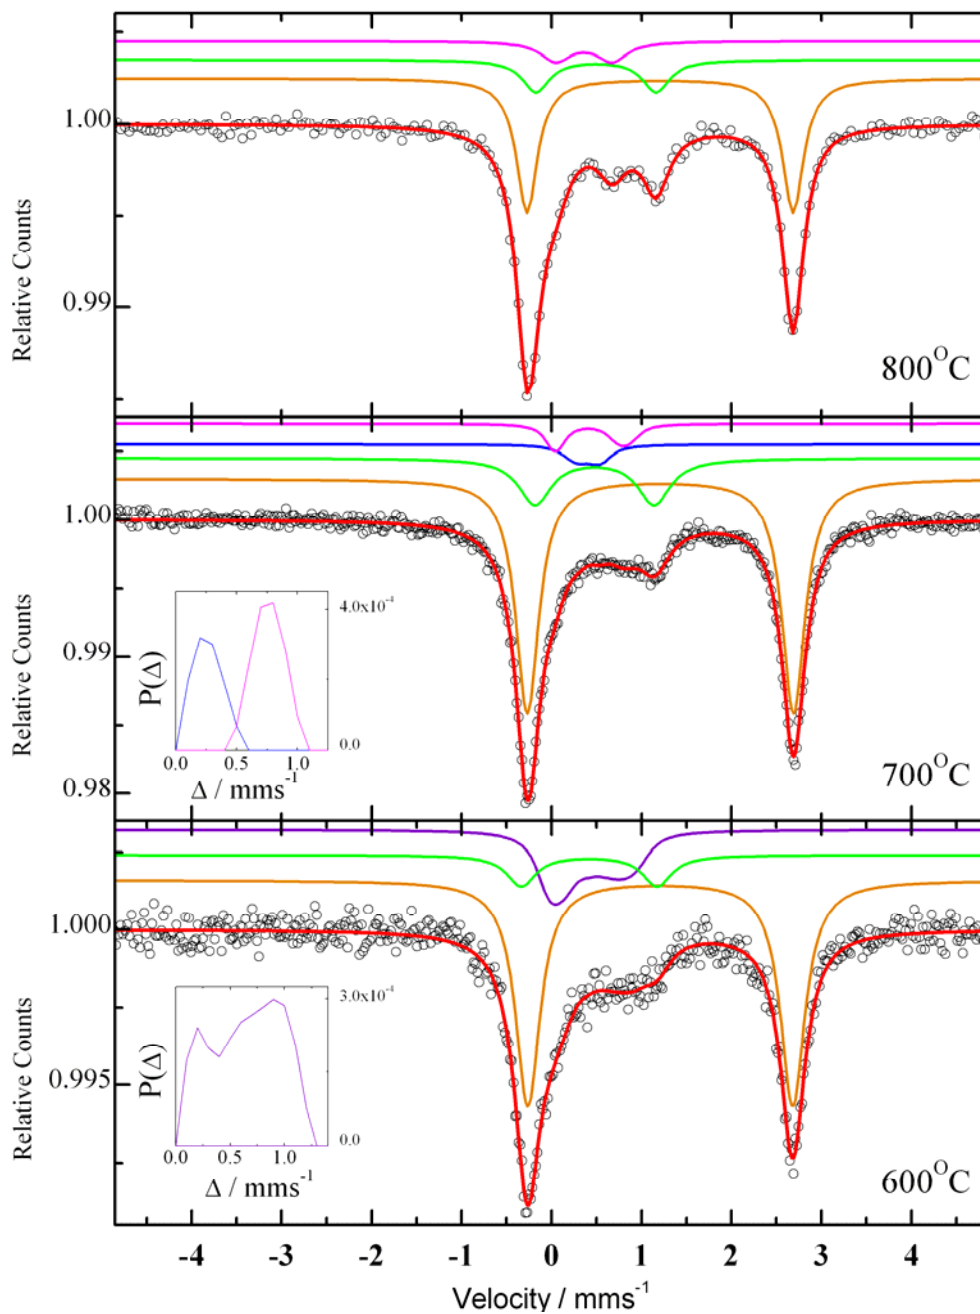 1.00
0.99
Relative Counts
800°C
1.00
0.99
0.98
Relative Counts
700°C
4.0x10⁻⁴
0.0
P(Δ)
0.0 0.5 1.0
Δ / mms⁻¹
1.000
0.995
Relative Counts
600°C
3.0x10⁻⁴
0.0
P(Δ)
0.0 0.5 1.0
Δ / mms⁻¹
-4 -3 -2 -1 0 1 2 3 4
Velocity / mms⁻¹